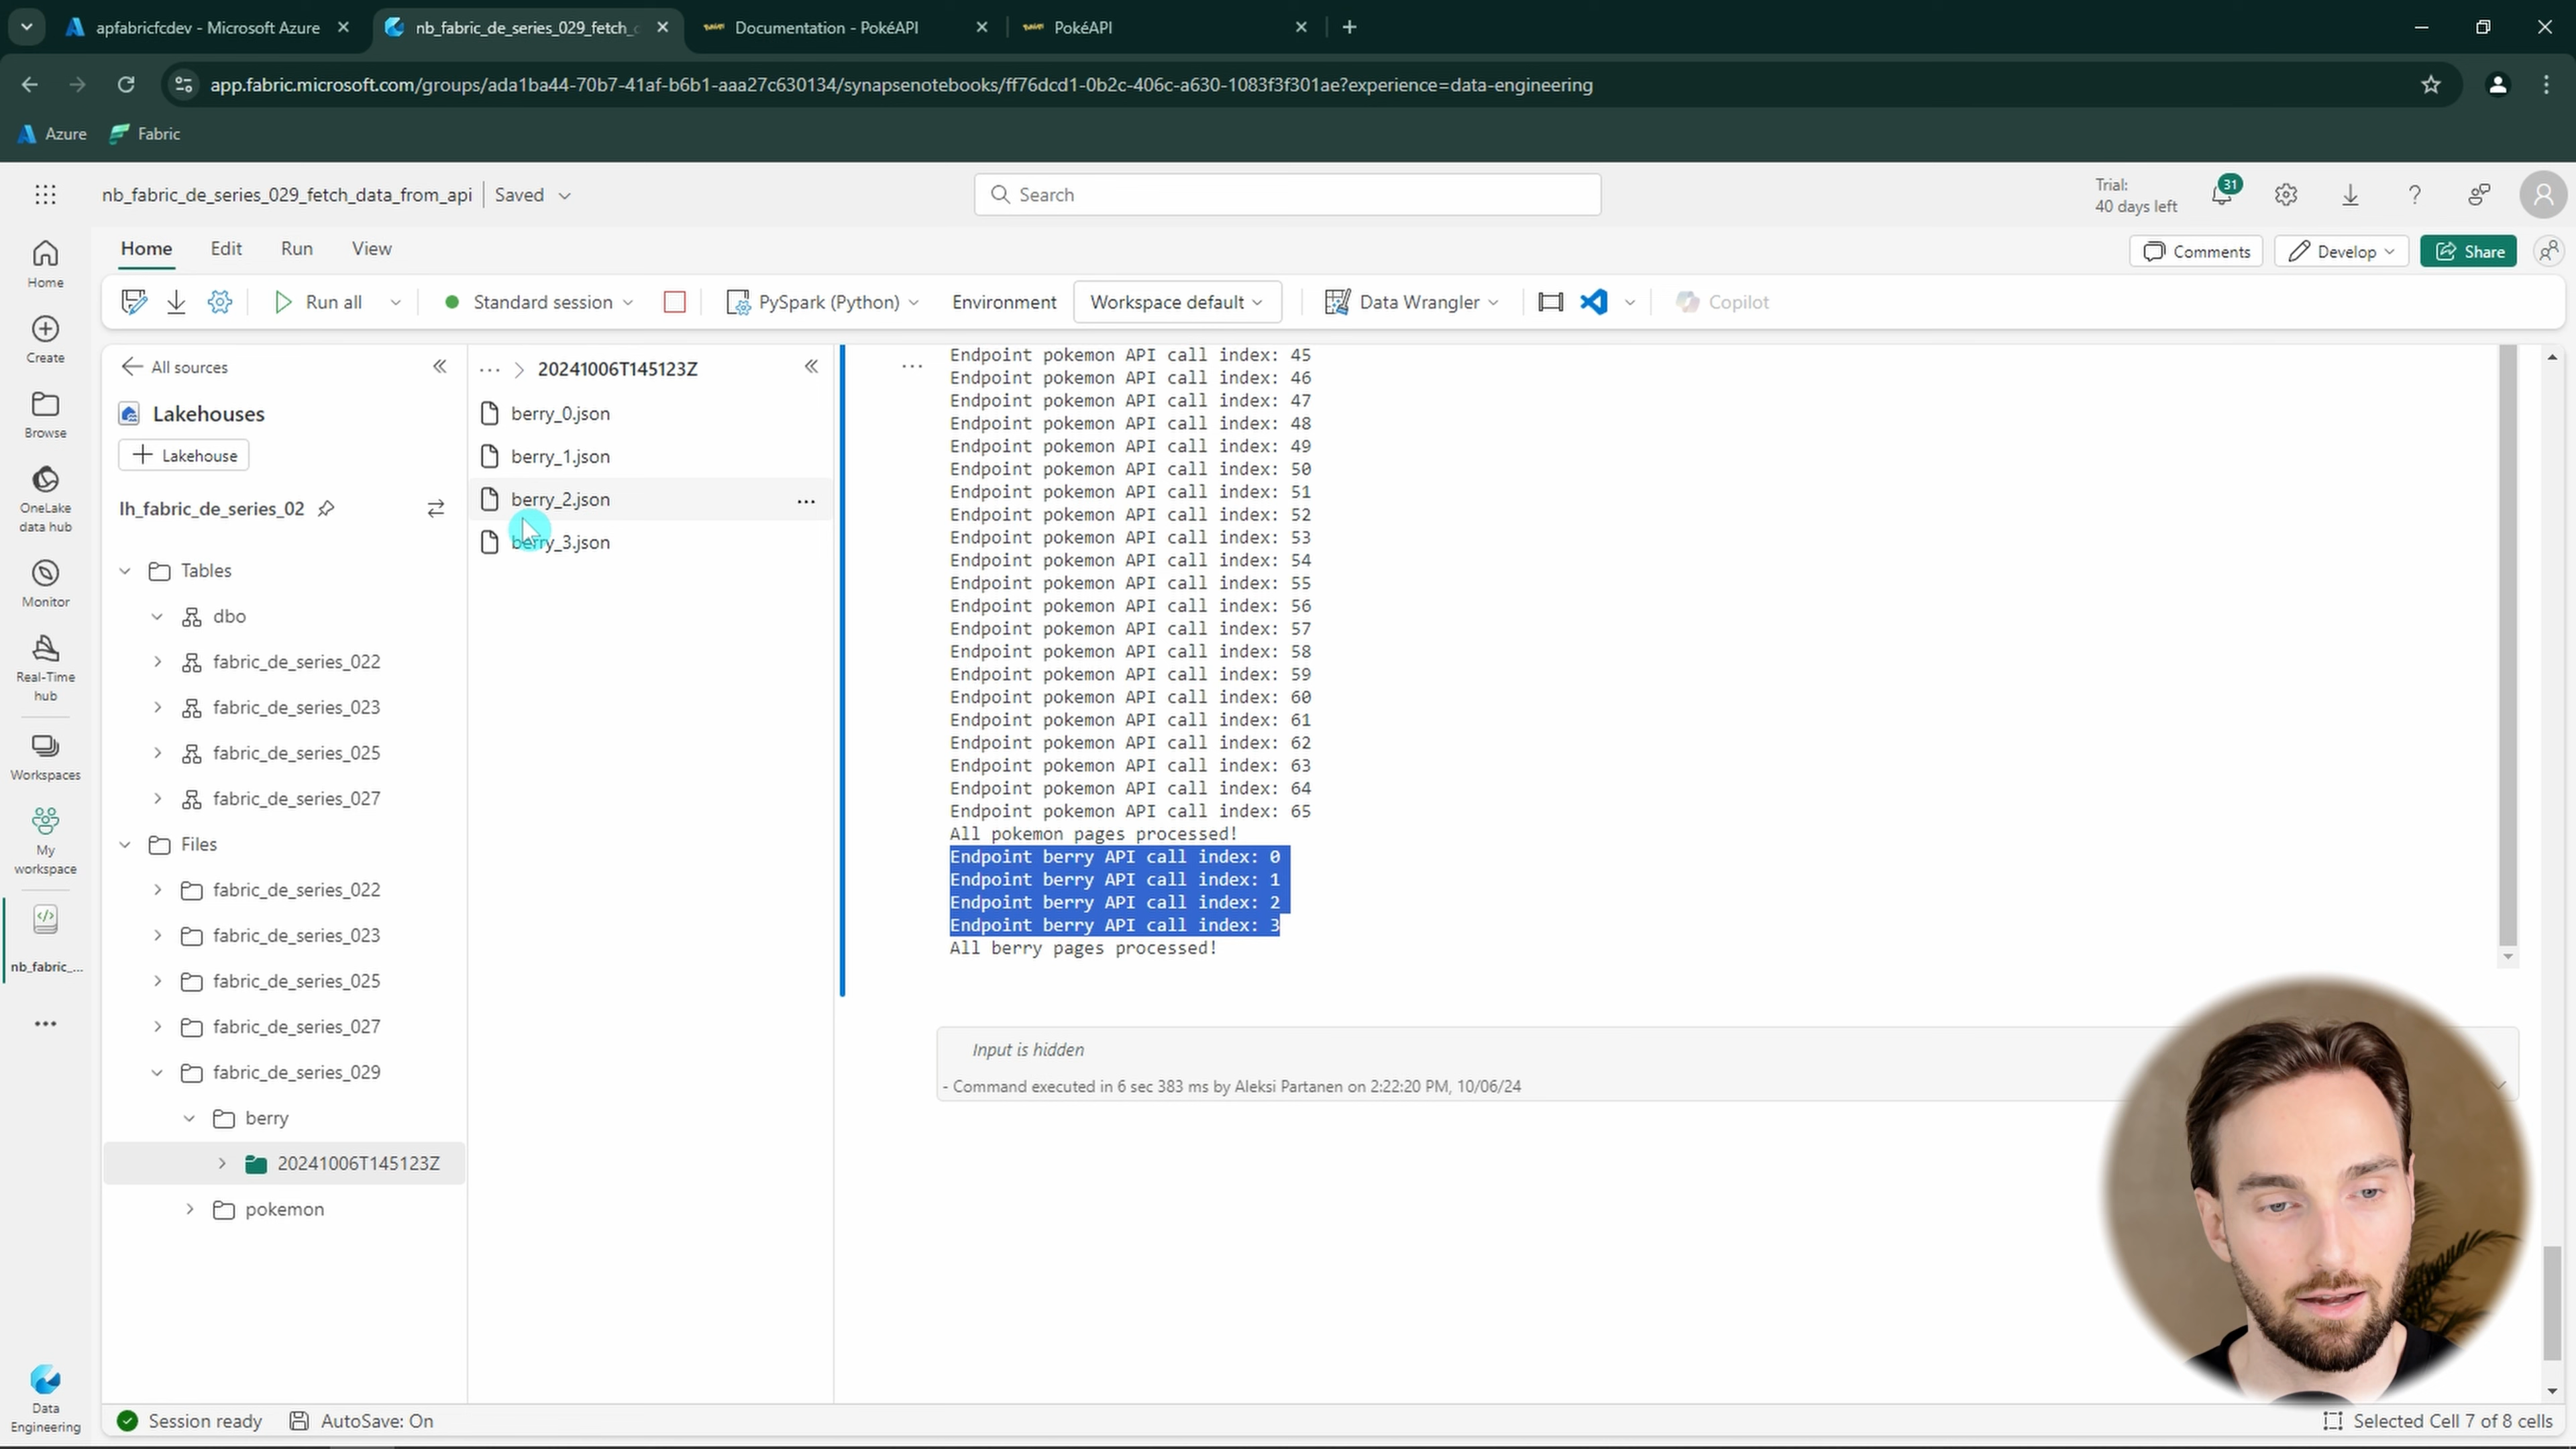 apfabricfcdev - Microsoft Azure
nb_fabric_de_series_029_fetch_
Documentation - PokéAPI
PokéAPI
app.fabric.microsoft.com/groups/ada1ba44-70b7-41af-b6b1-aaa27c630134/synapsenotebooks/ff76dcd1-0b2c-406c-a630-1083f3f301ae?experience=data-engineering
Azure
Fabric
nb_fabric_de_series_029_fetch_data_from_api
Saved
Search
Trial:
40 days left
31
Home
Edit
Run
View
Comments
Develop
Share
Run all
Standard session
PySpark (Python)
Environment
Workspace default
Data Wrangler
Copilot
Home
Create
Browse
OneLake
data hub
Monitor
Real-Time
hub
Workspaces
My
workspace
nb_fabric_...
Data
Engineering
All sources
Lakehouses
Lakehouse
lh_fabric_de_series_02
Tables
dbo
fabric_de_series_022
fabric_de_series_023
fabric_de_series_025
fabric_de_series_027
Files
fabric_de_series_022
fabric_de_series_023
fabric_de_series_025
fabric_de_series_027
fabric_de_series_029
berry
20241006T145123Z
pokemon
... > 20241006T145123Z
berry_0.json
berry_1.json
berry_2.json
berry_3.json
Endpoint pokemon API call index: 45
Endpoint pokemon API call index: 46
Endpoint pokemon API call index: 47
Endpoint pokemon API call index: 48
Endpoint pokemon API call index: 49
Endpoint pokemon API call index: 50
Endpoint pokemon API call index: 51
Endpoint pokemon API call index: 52
Endpoint pokemon API call index: 53
Endpoint pokemon API call index: 54
Endpoint pokemon API call index: 55
Endpoint pokemon API call index: 56
Endpoint pokemon API call index: 57
Endpoint pokemon API call index: 58
Endpoint pokemon API call index: 59
Endpoint pokemon API call index: 60
Endpoint pokemon API call index: 61
Endpoint pokemon API call index: 62
Endpoint pokemon API call index: 63
Endpoint pokemon API call index: 64
Endpoint pokemon API call index: 65
All pokemon pages processed!
Endpoint berry API call index: 0
Endpoint berry API call index: 1
Endpoint berry API call index: 2
Endpoint berry API call index: 3
All berry pages processed!
Input is hidden
- Command executed in 6 sec 383 ms by Aleksi Partanen on 2:22:20 PM, 10/06/24
Session ready
AutoSave: On
Selected Cell 7 of 8 cells